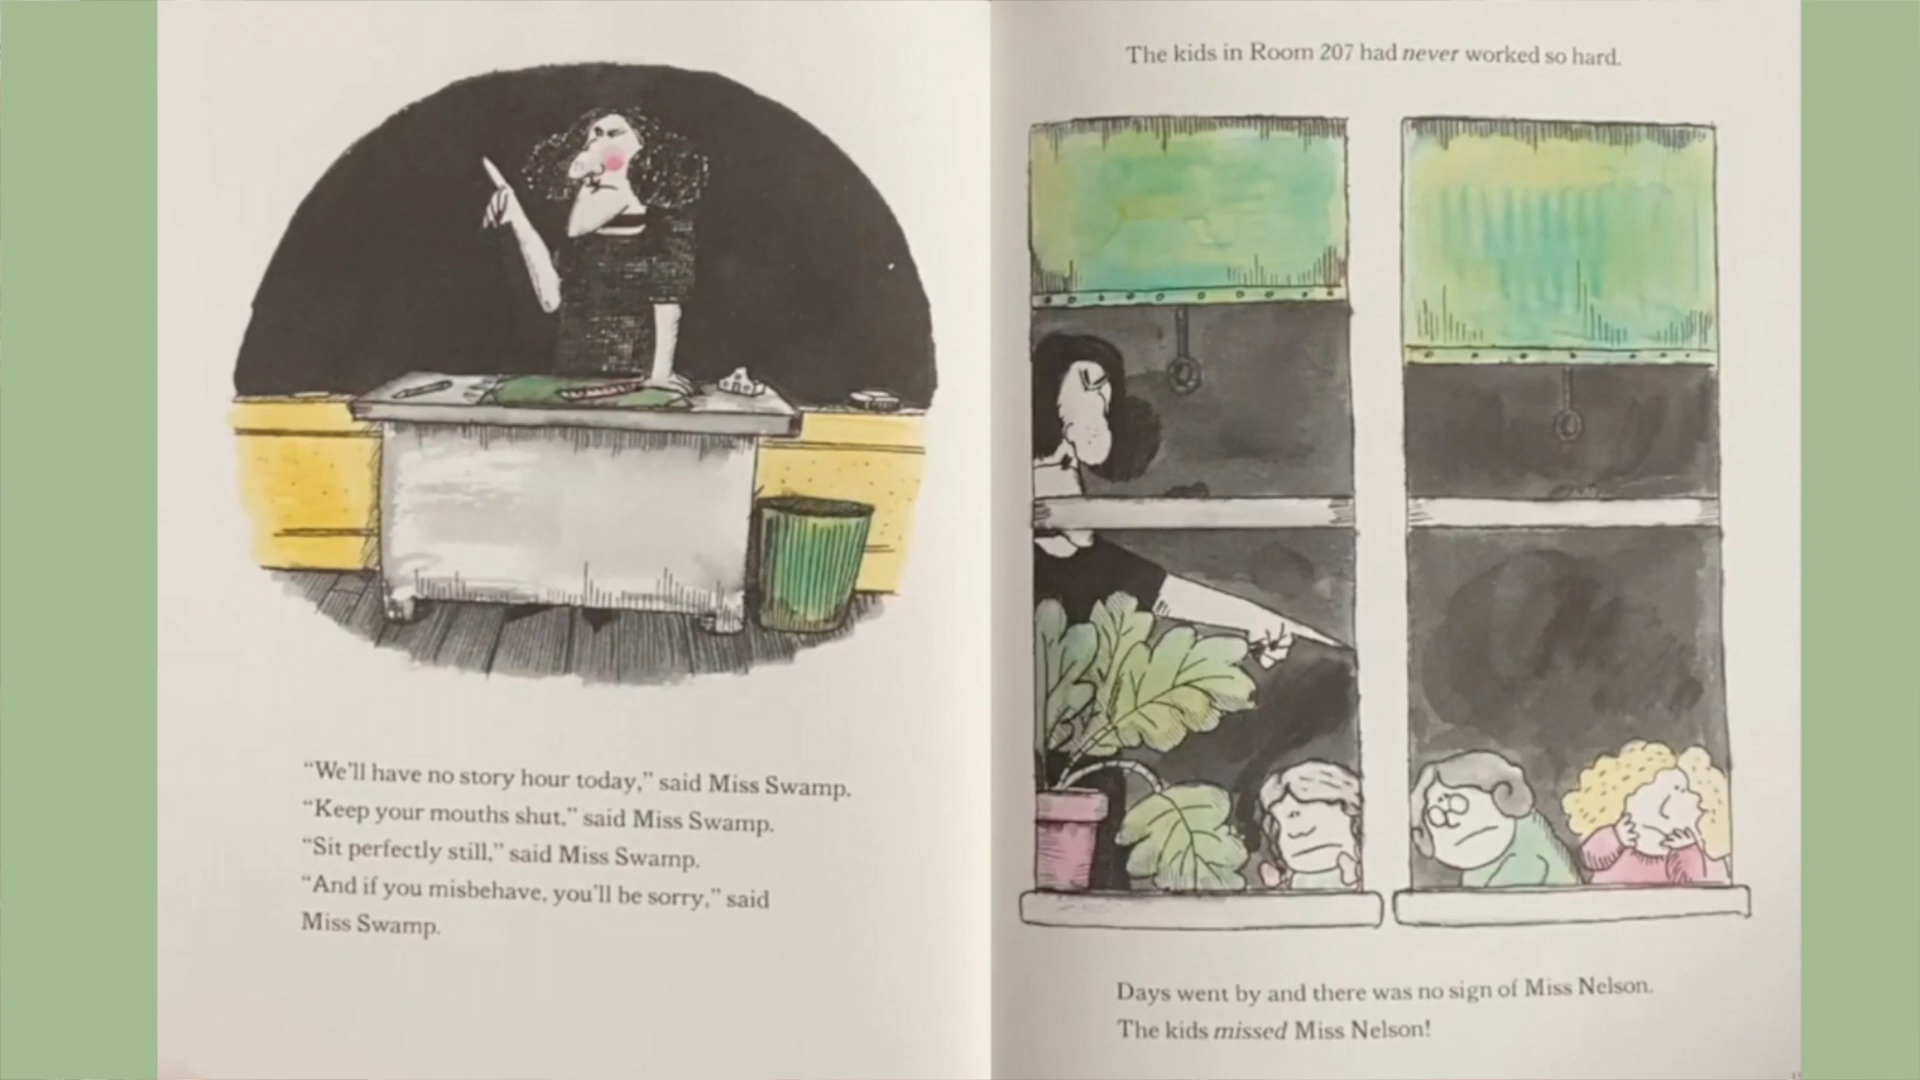 “We’ll have no story hour today,” said Miss Swamp.
“Keep your mouths shut,” said Miss Swamp.
“Sit perfectly still,” said Miss Swamp.
“And if you misbehave, you’ll be sorry,” said
Miss Swamp.
The kids in Room 207 had never worked so hard.
Days went by and there was no sign of Miss Nelson.
The kids missed Miss Nelson!